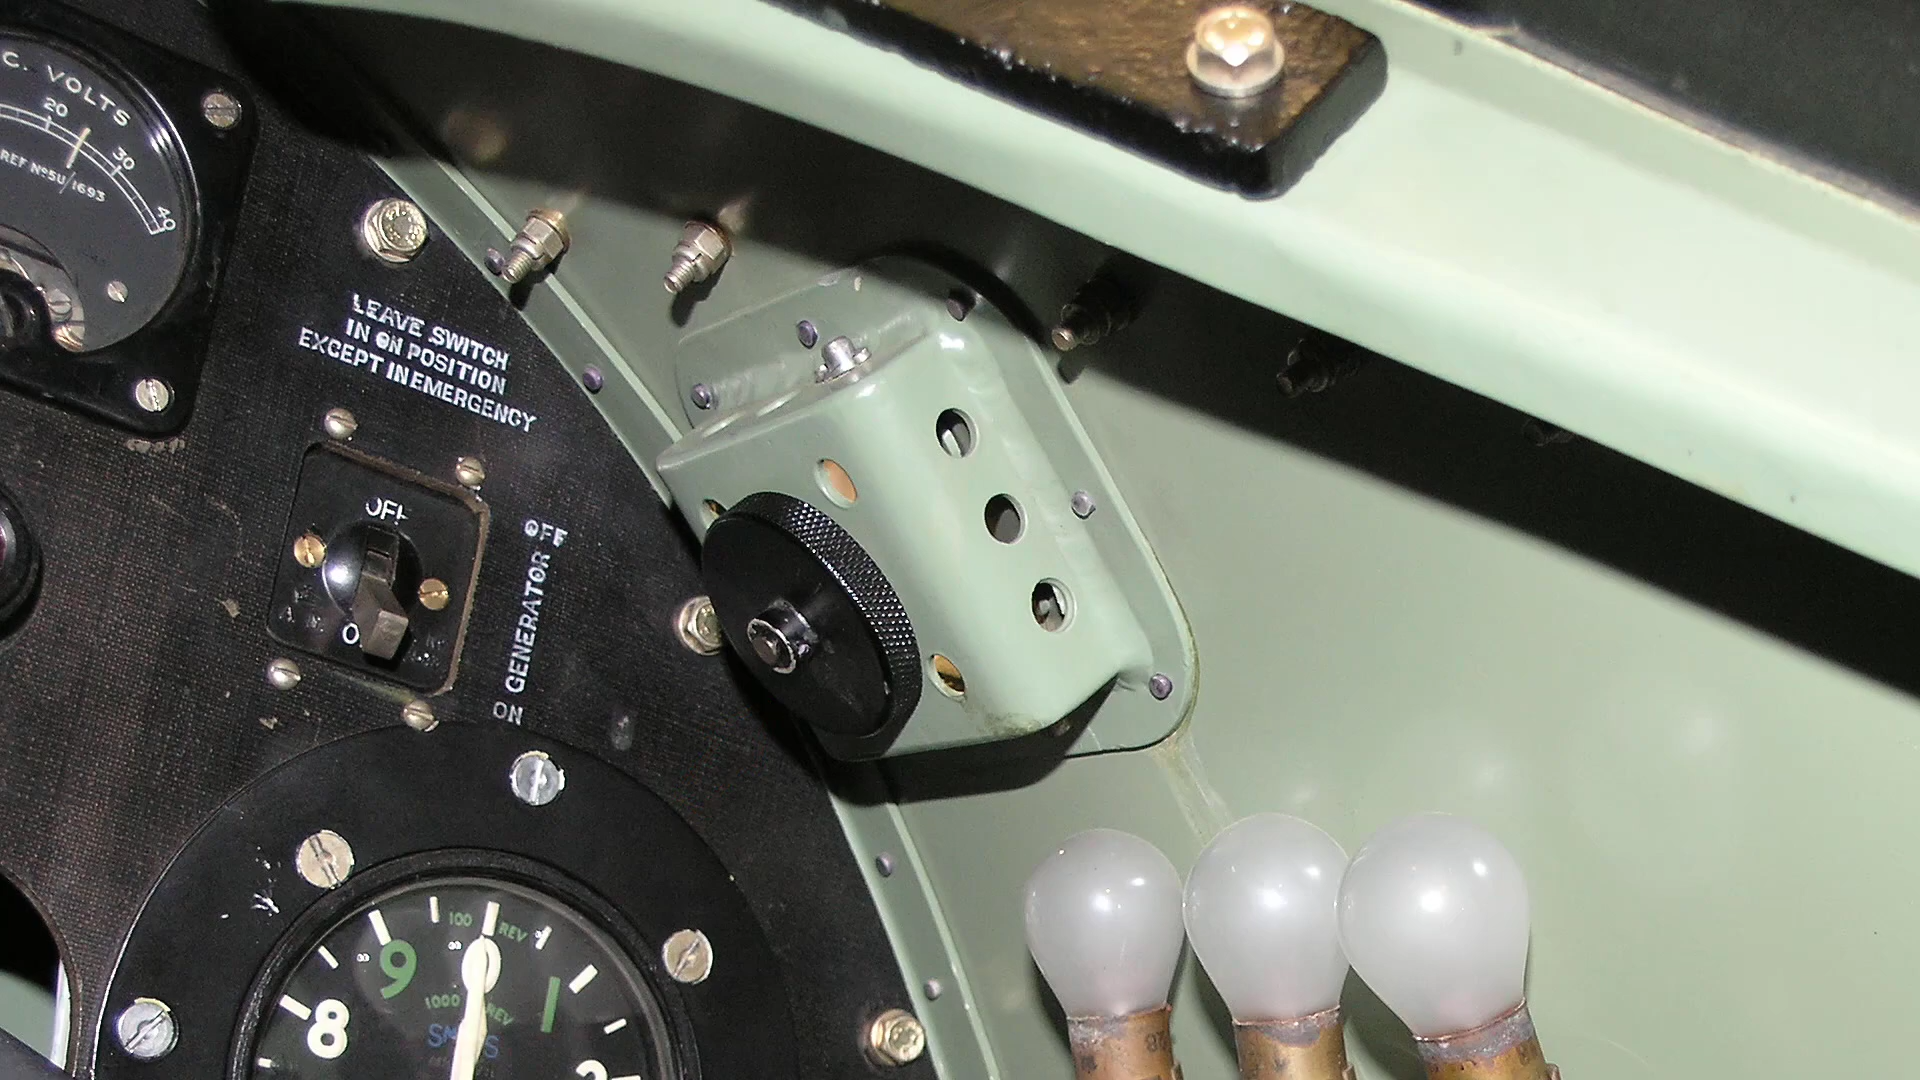 C. VOLTS
20
30
40
REF Nº5U/1693
LEAVE SWITCH
IN ON POSITION
EXCEPT IN EMERGENCY
OFF
OFF
GENERATOR
ON
100 REV
9 0 1
1000 REV
8 2